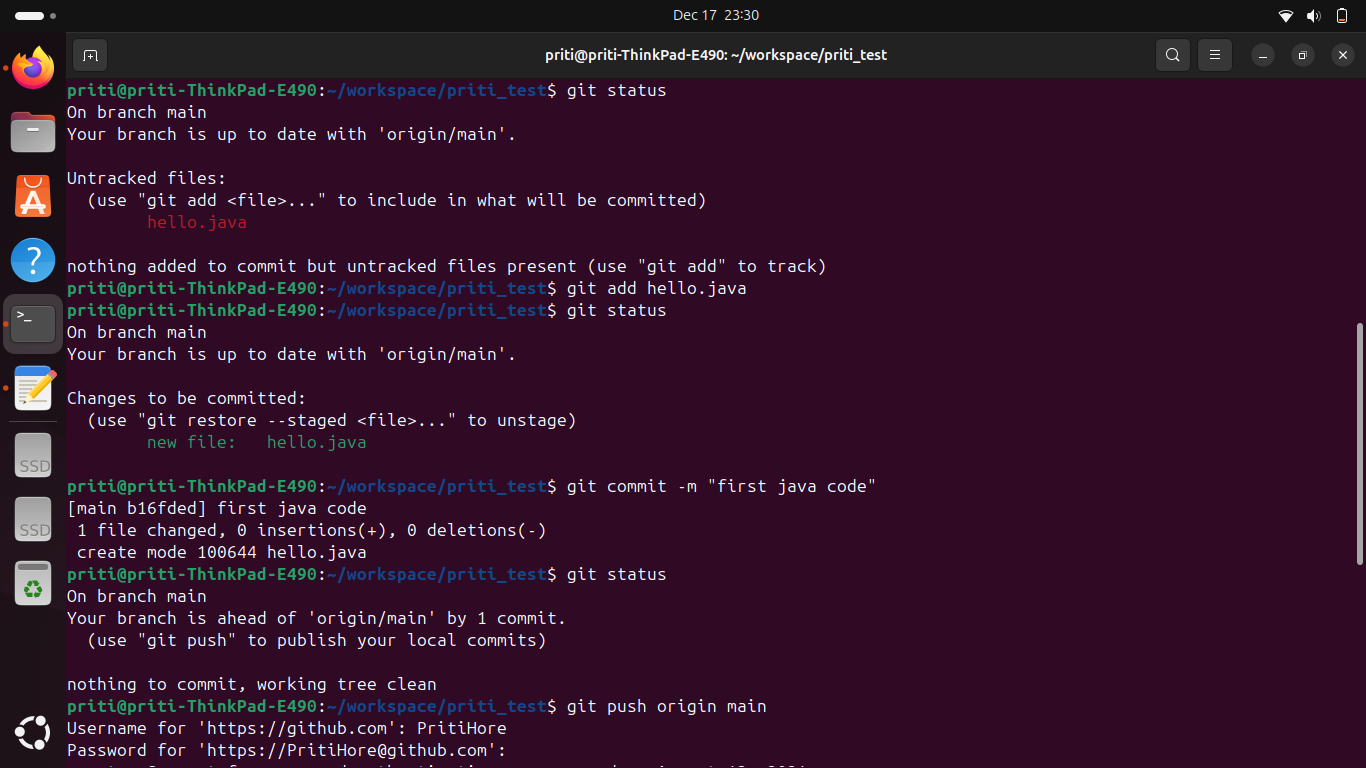 Dec 17 23:30
priti@priti-ThinkPad-E490: ~/workspace/priti_test
priti@priti-ThinkPad-E490:~/workspace/priti_test$ git status
On branch main
Your branch is up to date with 'origin/main'.
Untracked files:
  (use "git add <file>..." to include in what will be committed)
        hello.java
nothing added to commit but untracked files present (use "git add" to track)
priti@priti-ThinkPad-E490:~/workspace/priti_test$ git add hello.java
priti@priti-ThinkPad-E490:~/workspace/priti_test$ git status
On branch main
Your branch is up to date with 'origin/main'.
Changes to be committed:
  (use "git restore --staged <file>..." to unstage)
        new file:   hello.java
priti@priti-ThinkPad-E490:~/workspace/priti_test$ git commit -m "first java code"
[main b16fded] first java code
 1 file changed, 0 insertions(+), 0 deletions(-)
 create mode 100644 hello.java
priti@priti-ThinkPad-E490:~/workspace/priti_test$ git status
On branch main
Your branch is ahead of 'origin/main' by 1 commit.
  (use "git push" to publish your local commits)
nothing to commit, working tree clean
priti@priti-ThinkPad-E490:~/workspace/priti_test$ git push origin main
Username for 'https://github.com': PritiHore
Password for 'https://PritiHore@github.com':
SSD
SSD